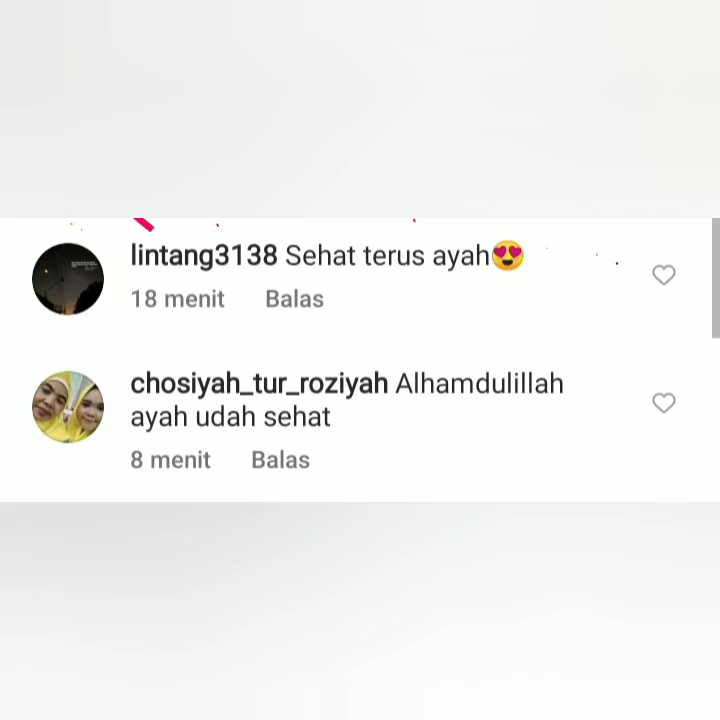 lintang3138 Sehat terus ayah😍
18 menit Balas
chosiyah_tur_roziyah Alhamdulillah
ayah udah sehat
8 menit Balas